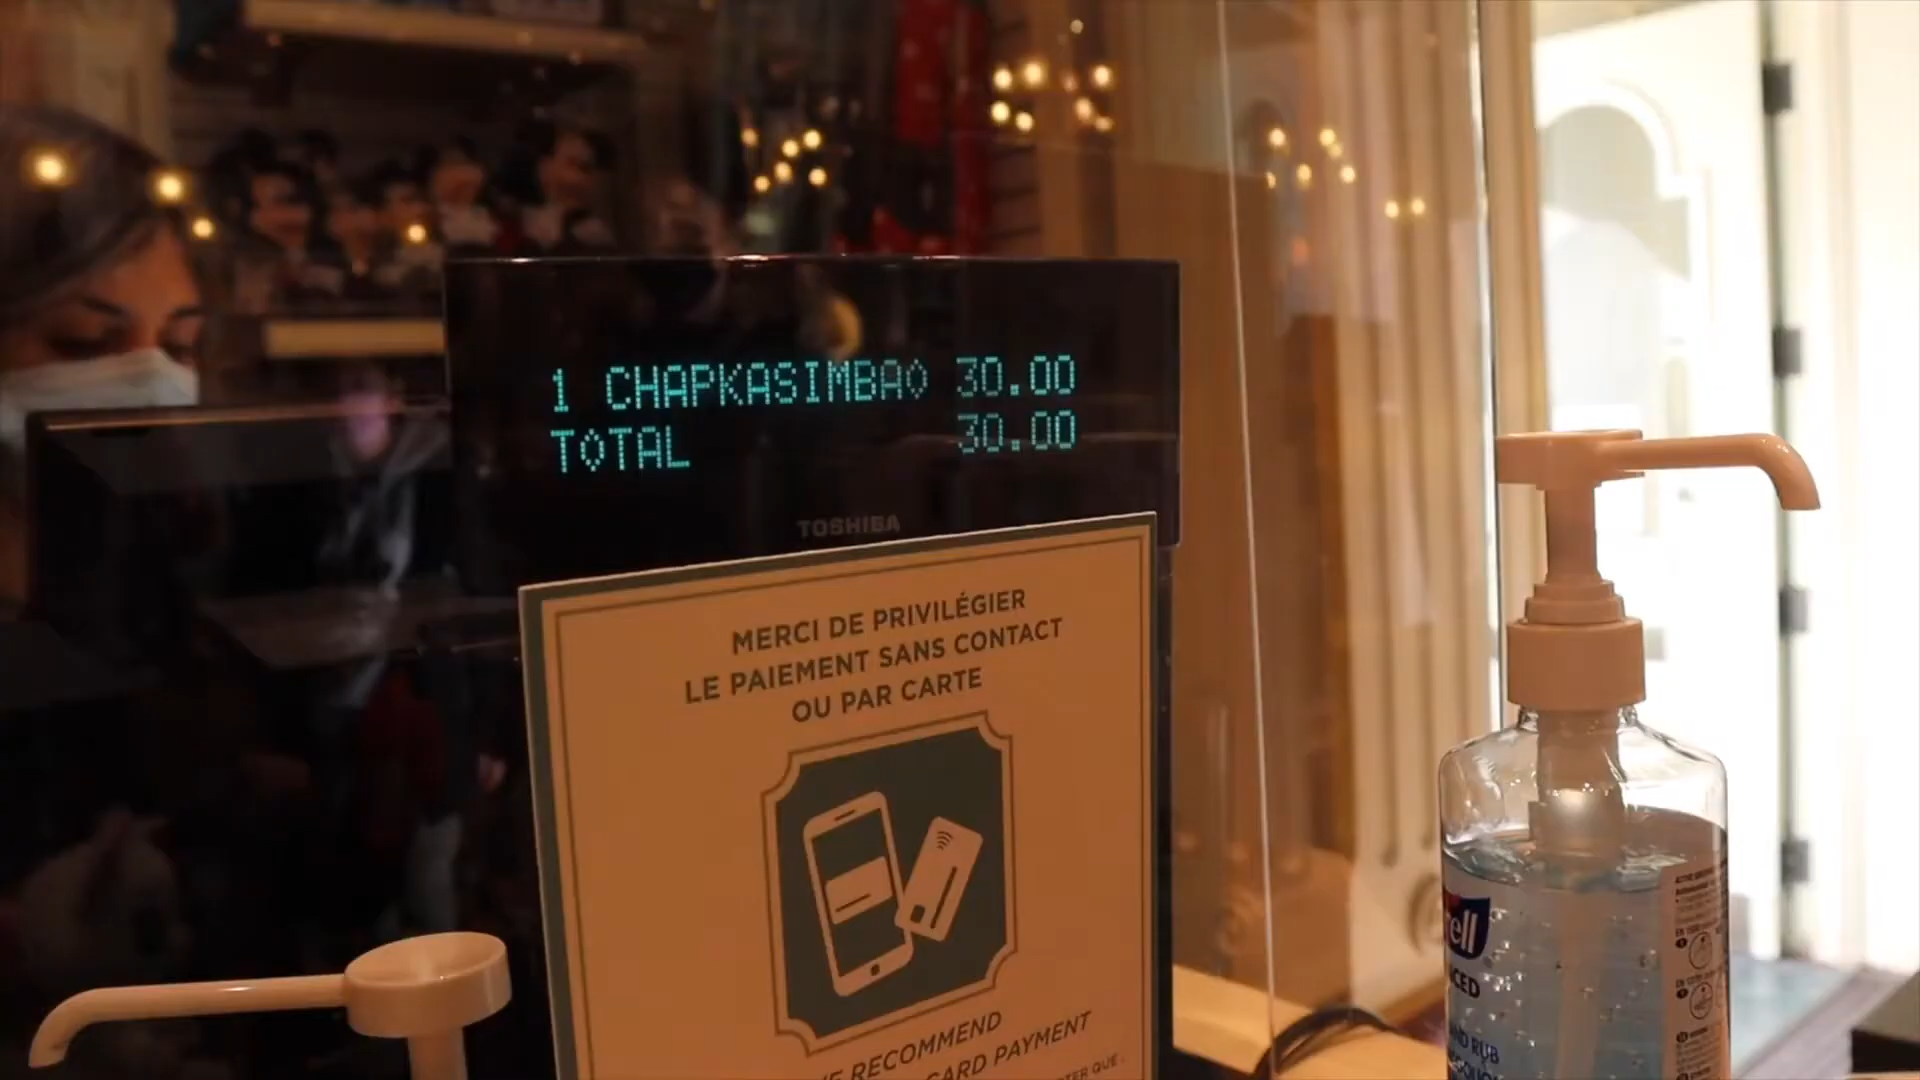 1 CHAPKASIMBA◊ 30.00
T◊TAL 30.00
TOSHIBA
MERCI DE PRIVILÉGIER
LE PAIEMENT SANS CONTACT
OU PAR CARTE
RECOMMEND
CARD PAYMENT
ell